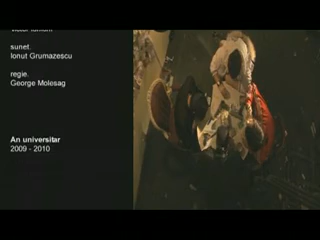 sunet.
Ionut Grumazescu
regie.
George Molesag
An universitar
2009 - 2010